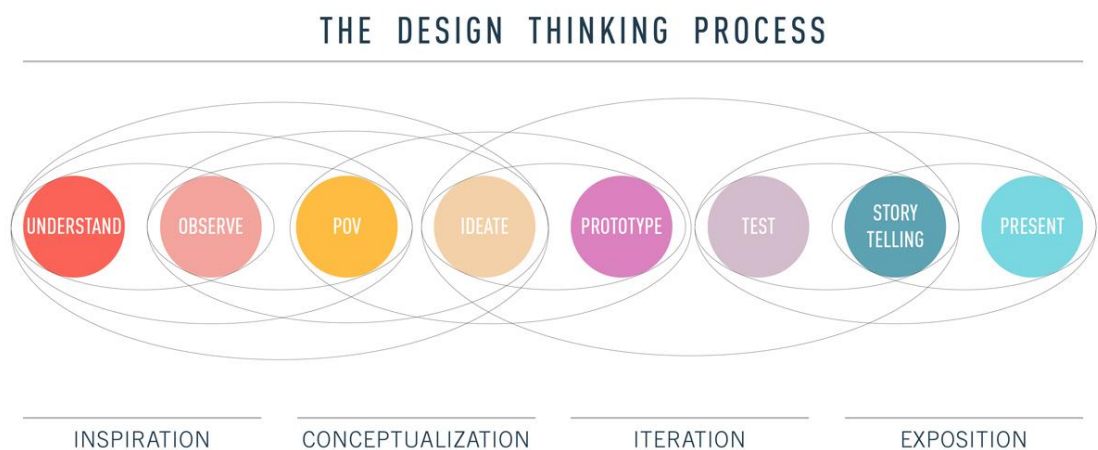 THE DESIGN THINKING PROCESS
UNDERSTAND
OBSERVE
POV
IDEATE
PROTOTYPE
TEST
STORY
TELLING
PRESENT
INSPIRATION
CONCEPTUALIZATION
ITERATION
EXPOSITION